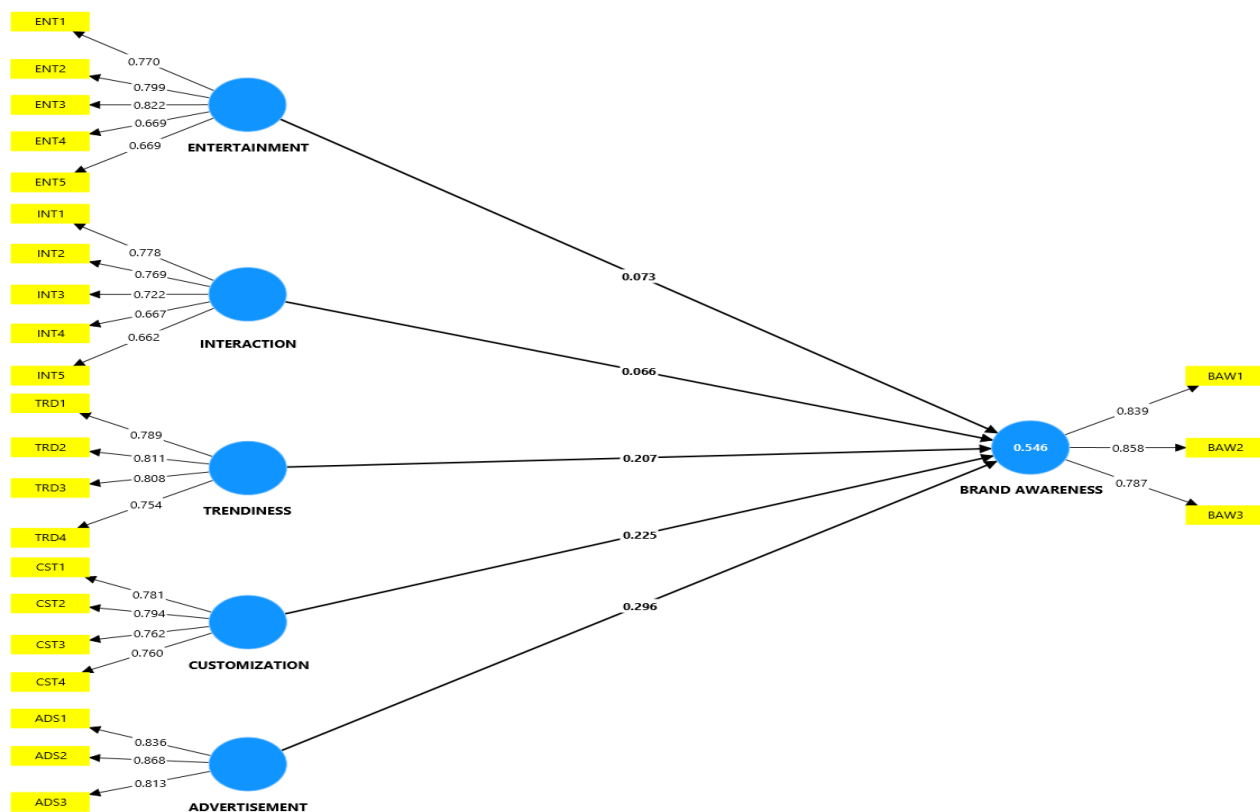 ENT1
0.770
ENT2
0.799
ENT3
0.822
ENT4
0.669
0.669
ENT5
ENTERTAINMENT
INT1
0.778
INT2
0.769
INT3
0.722
INT4
0.667
0.662
INT5
INTERACTION
TRD1
0.789
TRD2
0.811
TRD3
0.808
0.754
TRD4
TRENDINESS
CST1
0.781
CST2
0.794
CST3
0.762
0.760
CST4
CUSTOMIZATION
ADS1
0.836
ADS2
0.868
0.813
ADS3
ADVERTISEMENT
0.073
0.066
0.207
0.225
0.296
0.546
BRAND AWARENESS
BAW1
0.839
BAW2
0.858
0.787
BAW3